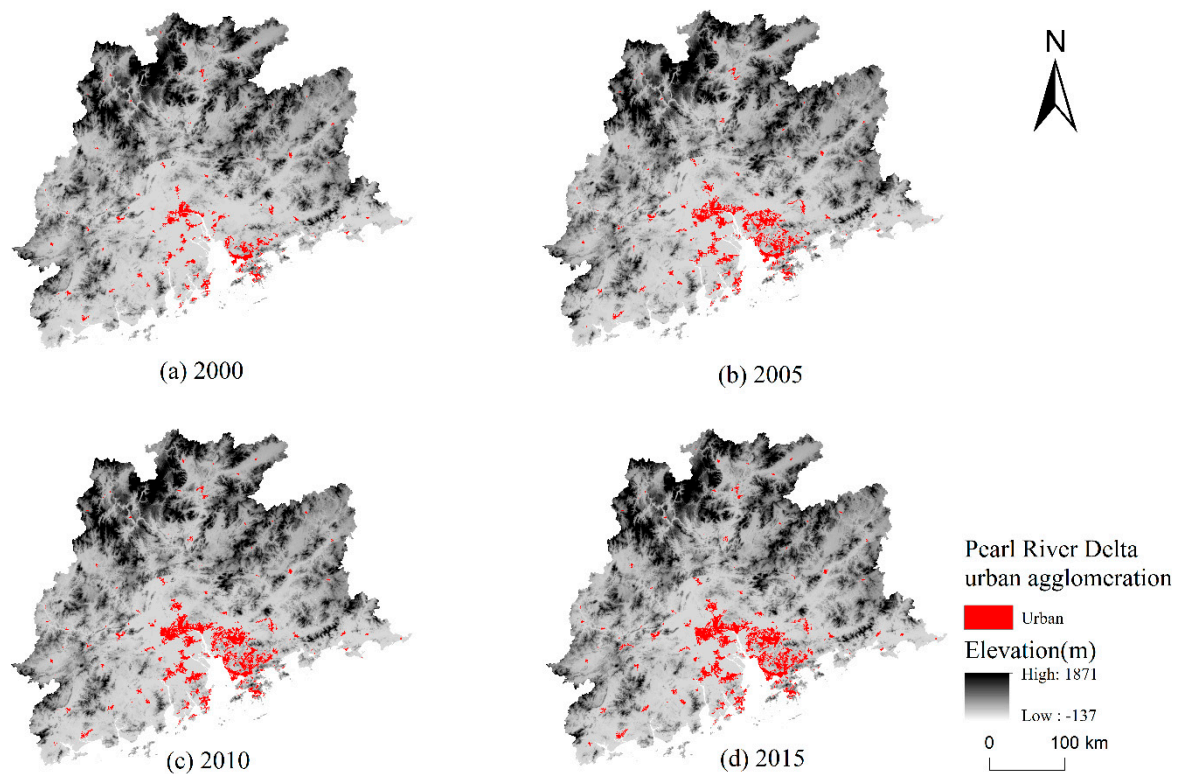 N
(a) 2000
(b) 2005
(c) 2010
(d) 2015
Pearl River Delta
urban agglomeration
Urban
Elevation(m)
High: 1871
Low : -137
0 100 km